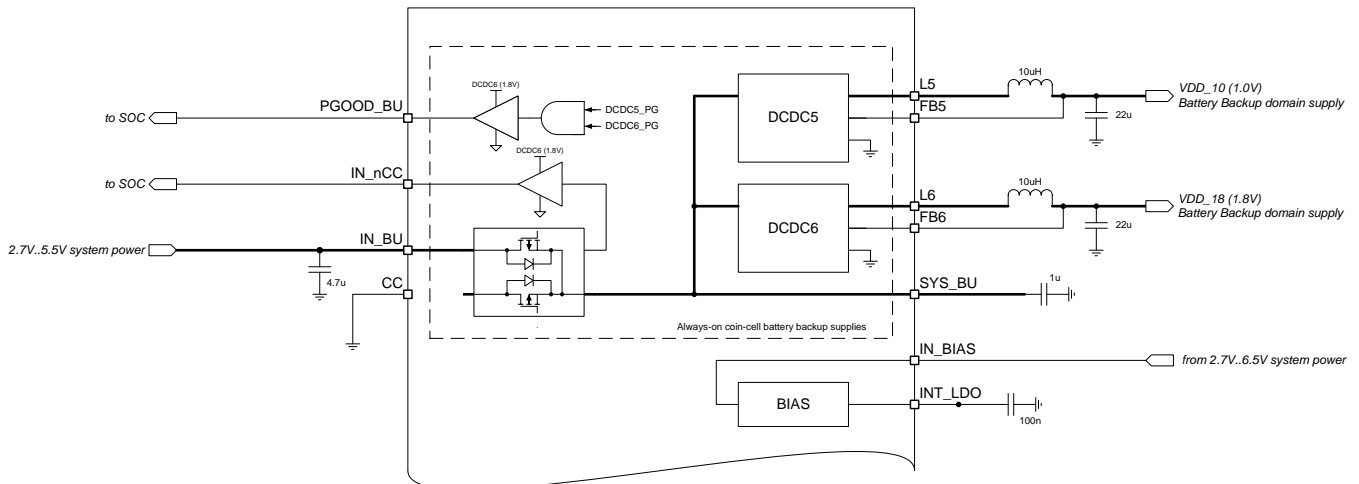 DCDC6 (1.8V)
PGOOD_BU
to SOC
DCDC5_PG
DCDC6_PG
DCDC6 (1.8V)
IN_nCC
to SOC
IN_BU
2.7V..5.5V system power
4.7u
CC
DCDC5
L5
FB5
10uH
22u
VDD_10 (1.0V)
Battery Backup domain supply
DCDC6
L6
FB6
10uH
22u
VDD_18 (1.8V)
Battery Backup domain supply
SYS_BU
1u
Always-on coin-cell battery backup supplies
IN_BIAS
from 2.7V..6.5V system power
BIAS
INT_LDO
100n